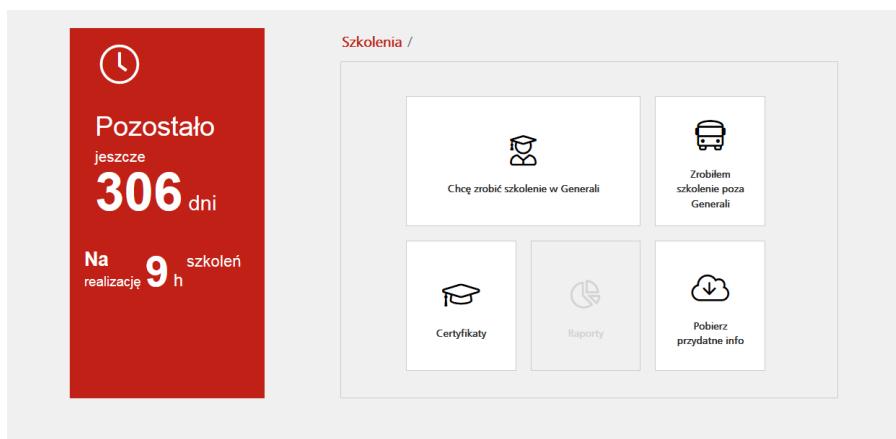 Pozostało
jeszcze
306 dni
Na realizację 9 h szkoleń
Szkolenia /
Chcę zrobić szkolenie w Generali
Zrobiłem
szkolenie poza
Generali
Certyfikaty
Raporty
Pobierz
przydatne info